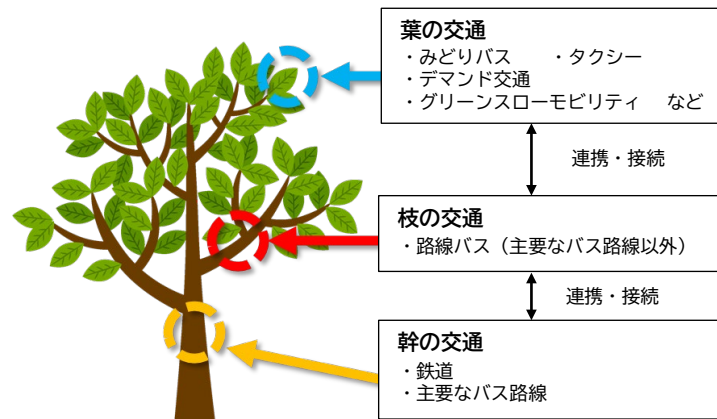 葉の交通
・みどりバス　・タクシー
・デマンド交通
・グリーンスローモビリティ　など
連携・接続
枝の交通
・路線バス（主要なバス路線以外）
連携・接続
幹の交通
・鉄道
・主要なバス路線